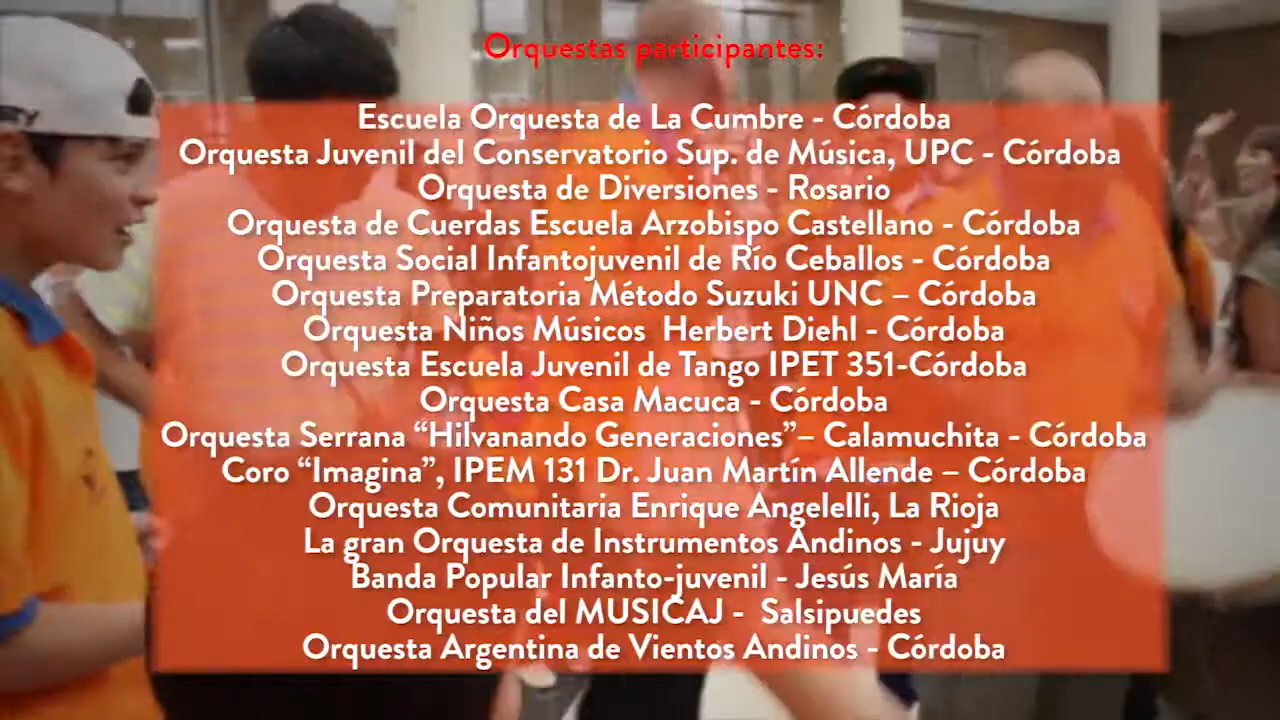 Orquestas participantes:
Escuela Orquesta de La Cumbre - Córdoba
Orquesta Juvenil del Conservatorio Sup. de Música, UPC - Córdoba
Orquesta de Diversiones - Rosario
Orquesta de Cuerdas Escuela Arzobispo Castellano - Córdoba
Orquesta Social Infantojuvenil de Río Ceballos - Córdoba
Orquesta Preparatoria Método Suzuki UNC – Córdoba
Orquesta Niños Músicos  Herbert Diehl - Córdoba
Orquesta Escuela Juvenil de Tango IPET 351-Córdoba
Orquesta Casa Macuca - Córdoba
Orquesta Serrana “Hilvanando Generaciones”– Calamuchita - Córdoba
Coro “Imagina”, IPEM 131 Dr. Juan Martín Allende – Córdoba
Orquesta Comunitaria Enrique Angelelli, La Rioja
La gran Orquesta de Instrumentos Andinos - Jujuy
Banda Popular Infanto-juvenil - Jesús María
Orquesta del MUSICAJ -  Salsipuedes
Orquesta Argentina de Vientos Andinos - Córdoba